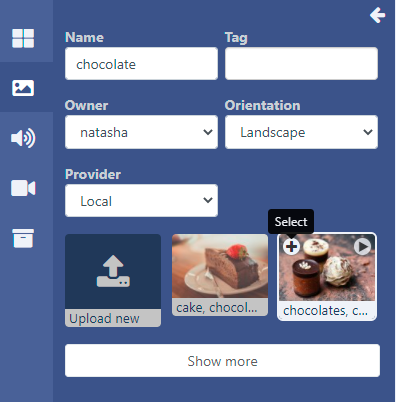 Name Tag
chocolate
Owner Orientation
natasha Landscape
Provider
Local
Select
Upload new
cake, chocol...
chocolates, c...
Show more